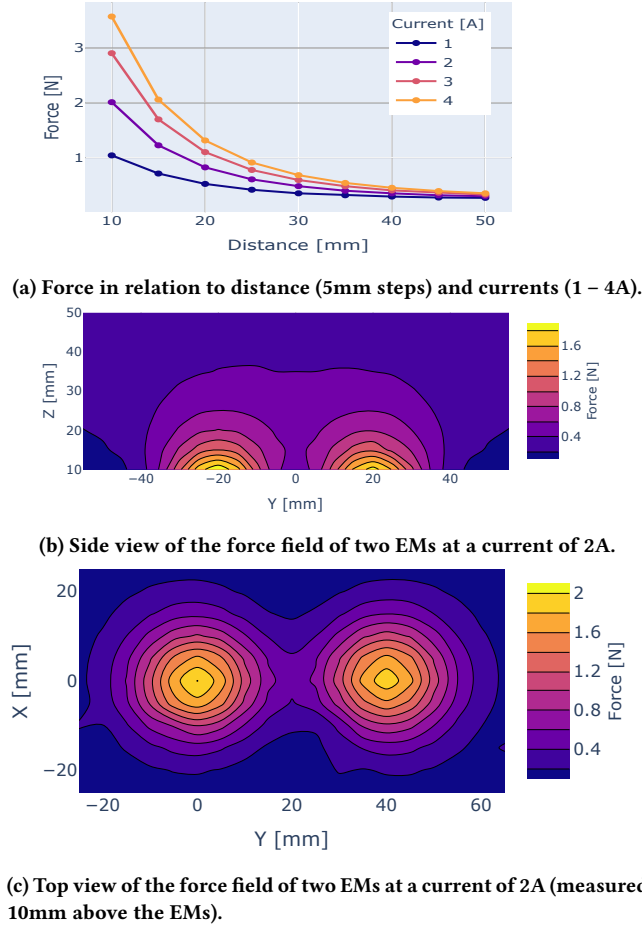 Current [A]
1
2
3
4
Force [N]
3
2
1
10 20 30 40 50
Distance [mm]
(a) Force in relation to distance (5mm steps) and currents (1 – 4A).
Z [mm]
50
40
30
20
10
−40 −20 0 20 40
Y [mm]
1.6
1.2
0.8
0.4
Force [N]
(b) Side view of the force field of two EMs at a current of 2A.
X [mm]
20
0
−20
−20 0 20 40 60
Y [mm]
2
1.6
1.2
0.8
0.4
Force [N]
(c) Top view of the force field of two EMs at a current of 2A (measured
10mm above the EMs).